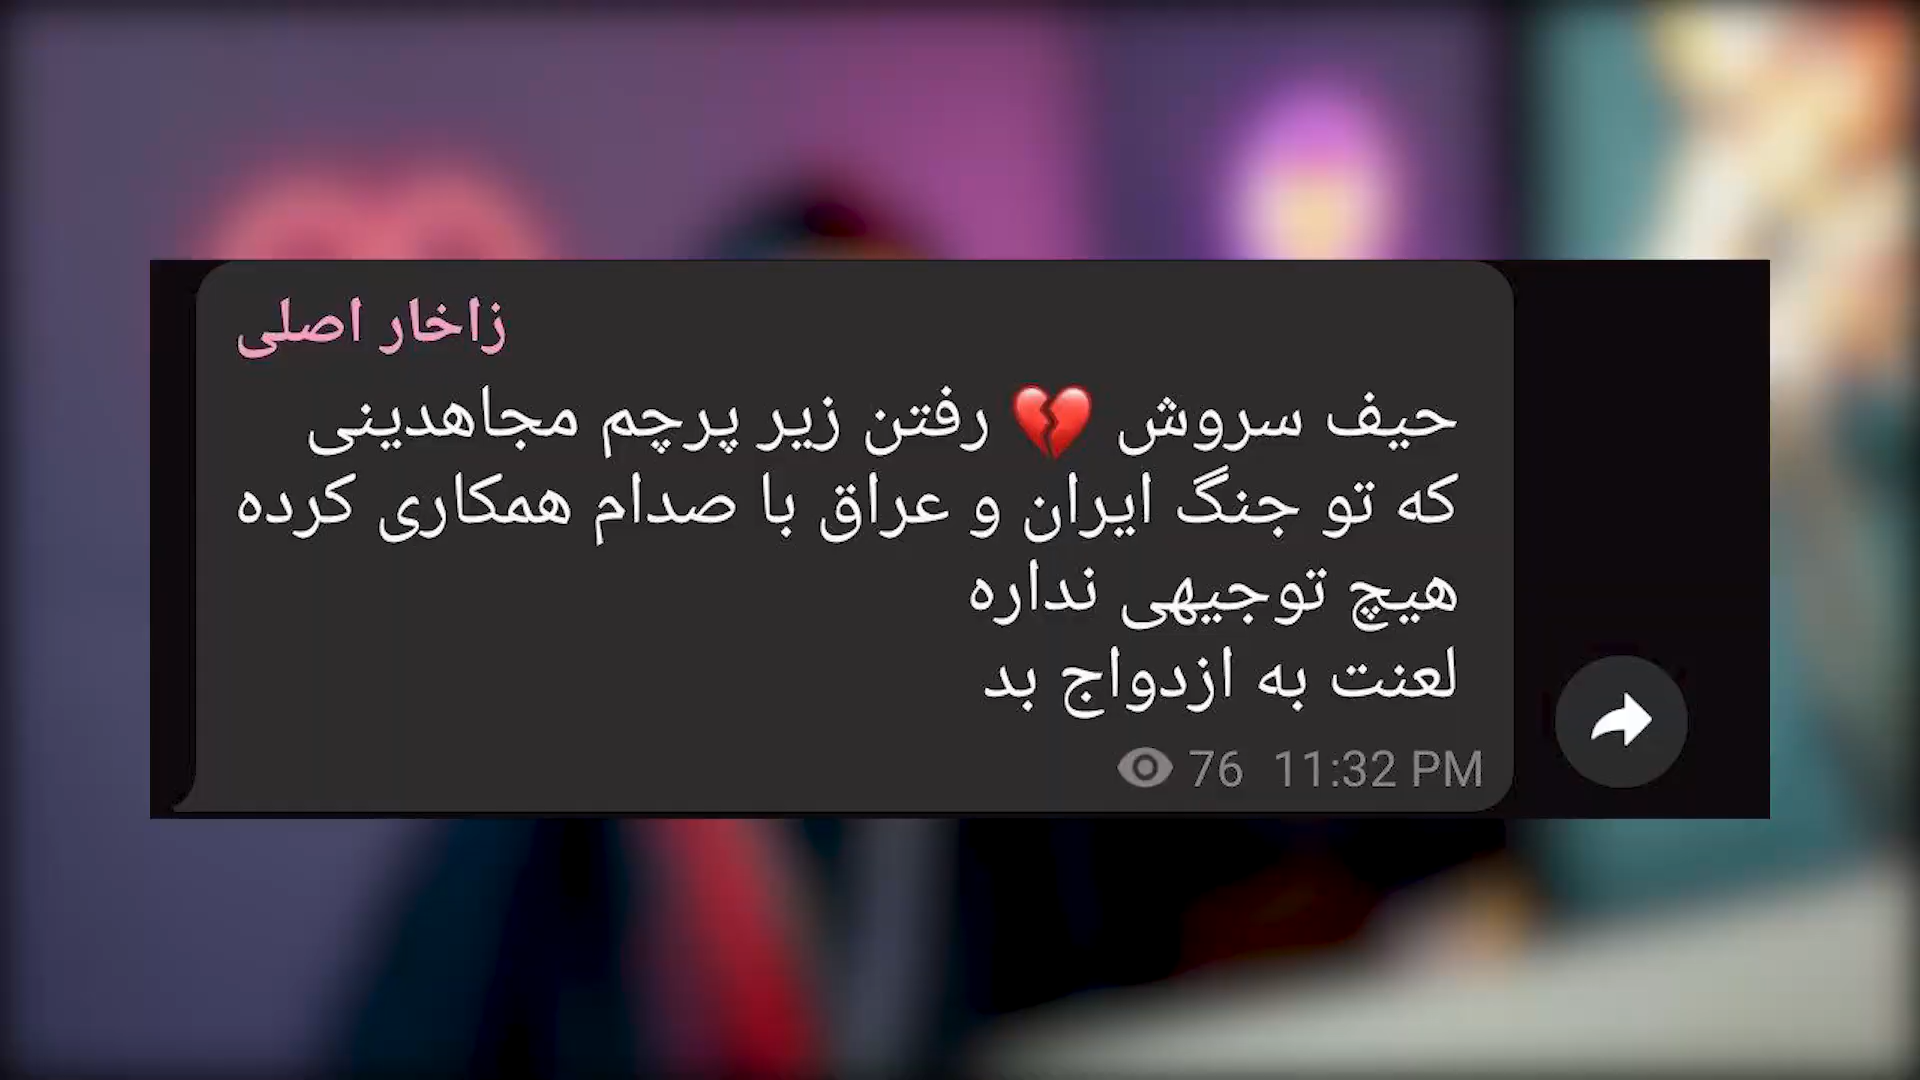 زاخار اصلی
حیف سروش 💔 رفتن زیر پرچم مجاهدینی
که تو جنگ ایران و عراق با صدام همکاری کرده
هیچ توجیهی نداره
لعنت به ازدواج بد
76 11:32 PM